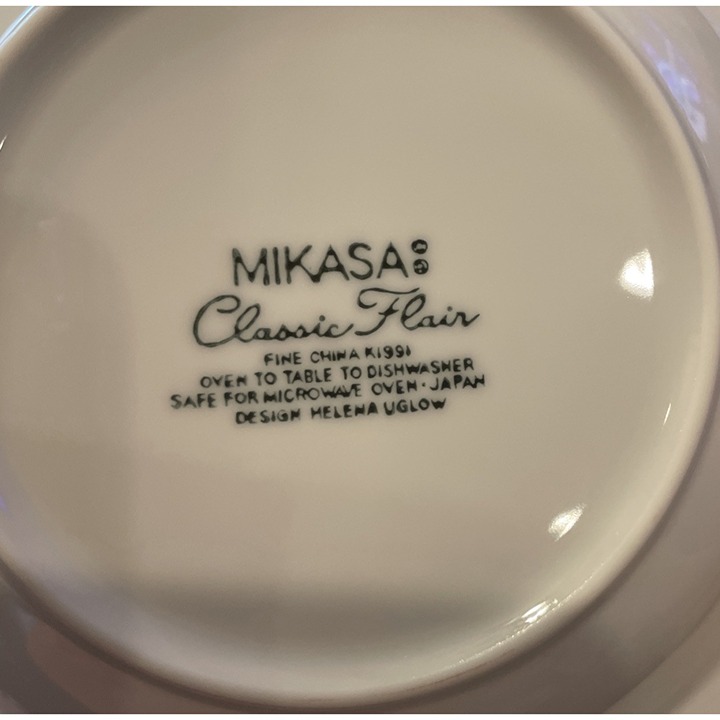 MIKASA
Classic Flair
FINE CHINA K1991
OVEN TO TABLE TO DISHWASHER
SAFE FOR MICROWAVE OVEN · JAPAN
DESIGN HELENA UGLOW